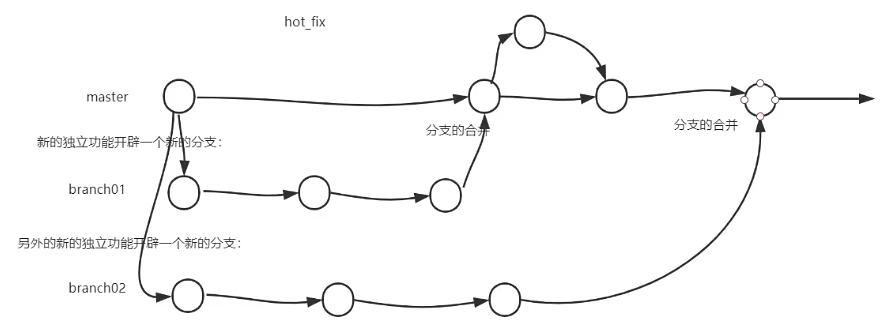 hot_fix
master
新的独立功能开辟一个新的分支：
分支的合并
分支的合并
branch01
另外的新的独立功能开辟一个新的分支：
branch02